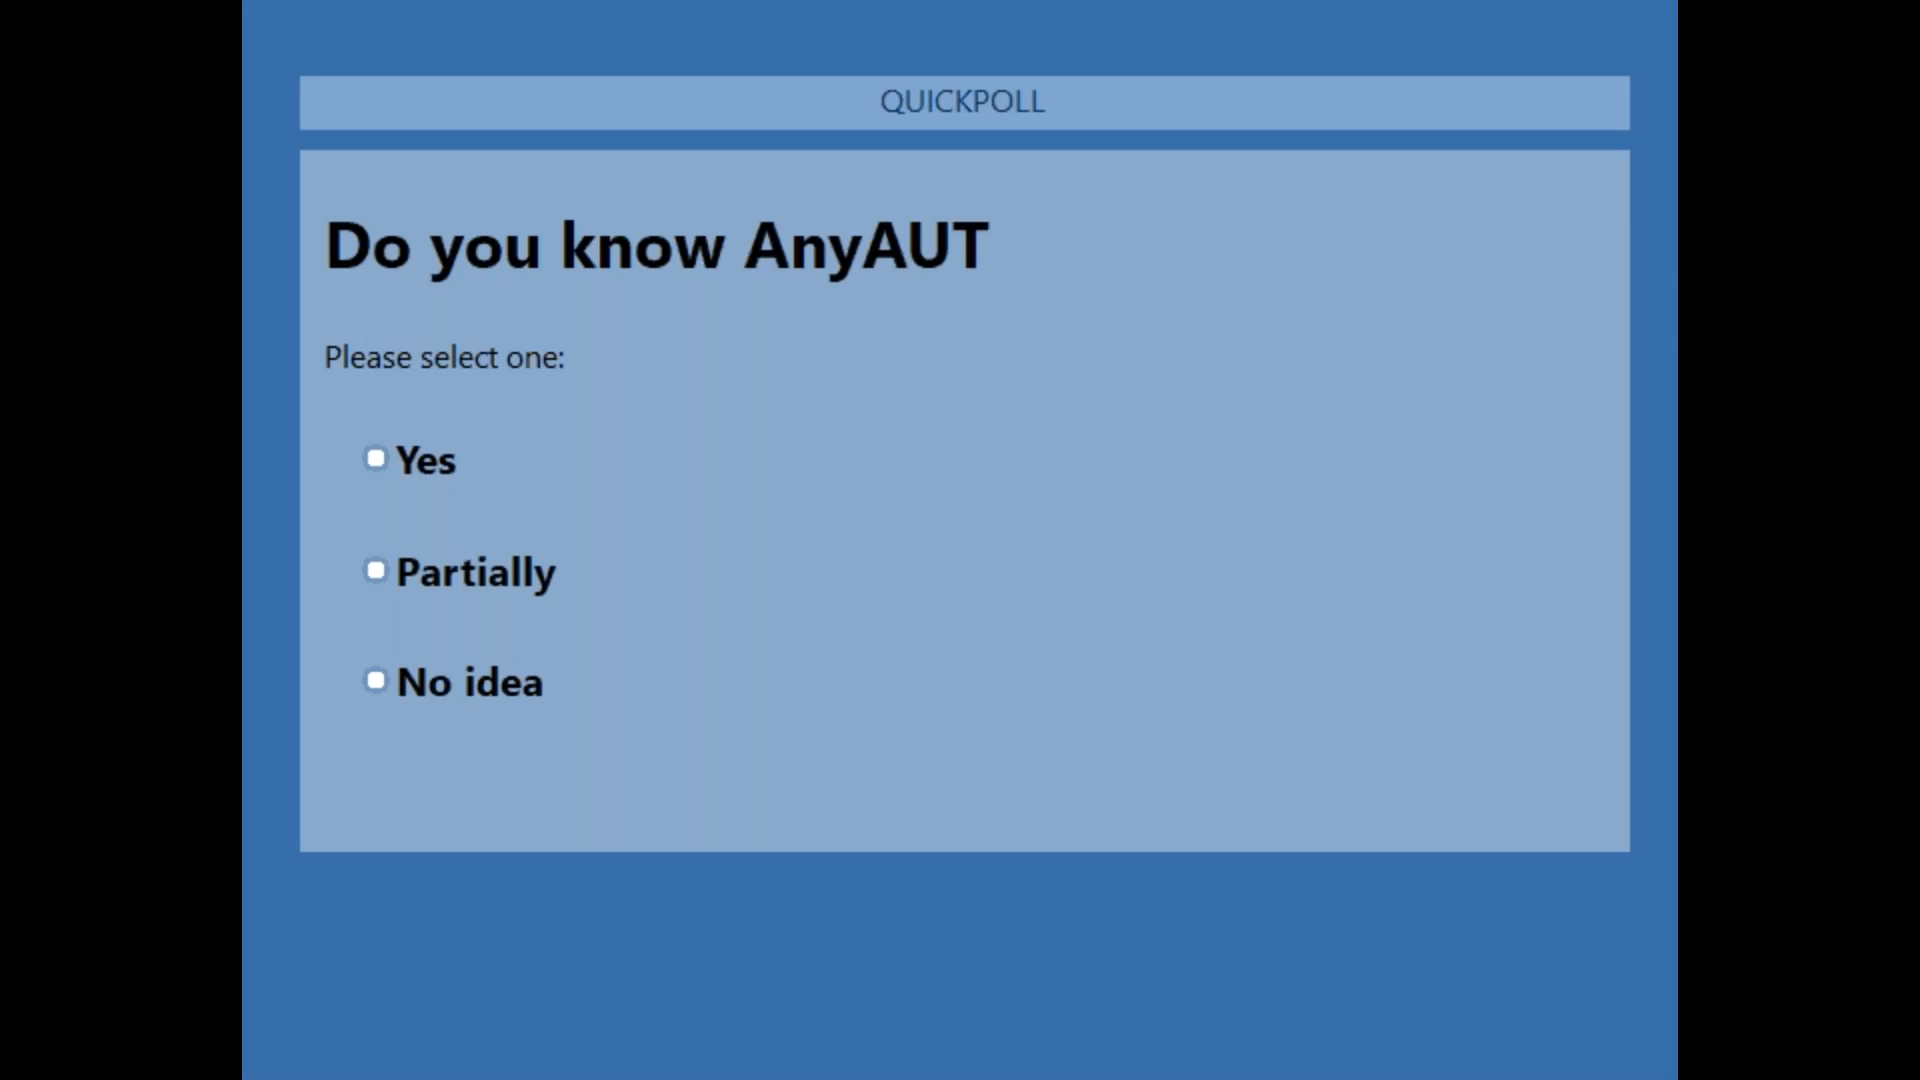 QUICKPOLL
Do you know AnyAUT
Please select one:
Yes
Partially
No idea